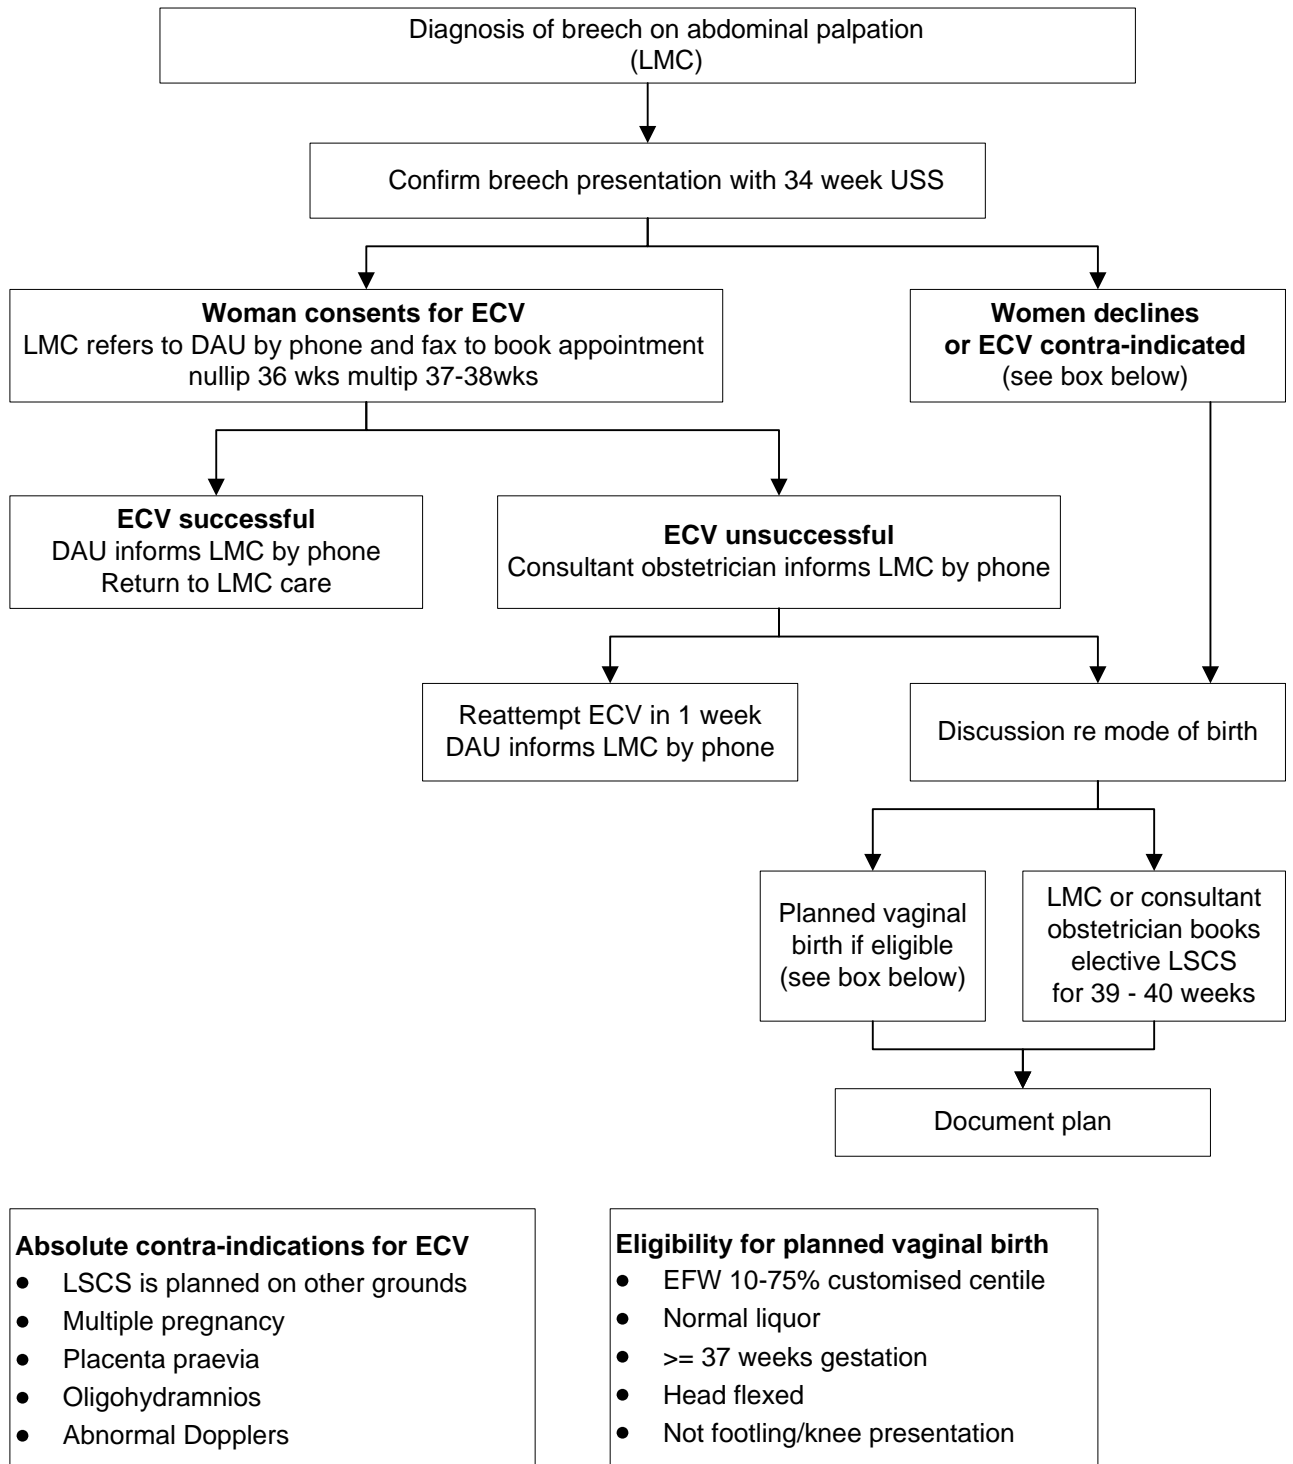 Diagnosis of breech on abdominal palpation
(LMC)
Confirm breech presentation with 34 week USS
Woman consents for ECV
LMC refers to DAU by phone and fax to book appointment
nullip 36 wks multip 37-38wks
Women declines
or ECV contra-indicated
(see box below)
ECV successful
DAU informs LMC by phone
Return to LMC care
ECV unsuccessful
Consultant obstetrician informs LMC by phone
Reattempt ECV in 1 week
DAU informs LMC by phone
Discussion re mode of birth
Planned vaginal
birth if eligible
(see box below)
LMC or consultant
obstetrician books
elective LSCS
for 39 - 40 weeks
Document plan
Absolute contra-indications for ECV
● LSCS is planned on other grounds
● Multiple pregnancy
● Placenta praevia
● Oligohydramnios
● Abnormal Dopplers
Eligibility for planned vaginal birth
● EFW 10-75% customised centile
● Normal liquor
● >= 37 weeks gestation
● Head flexed
● Not footling/knee presentation